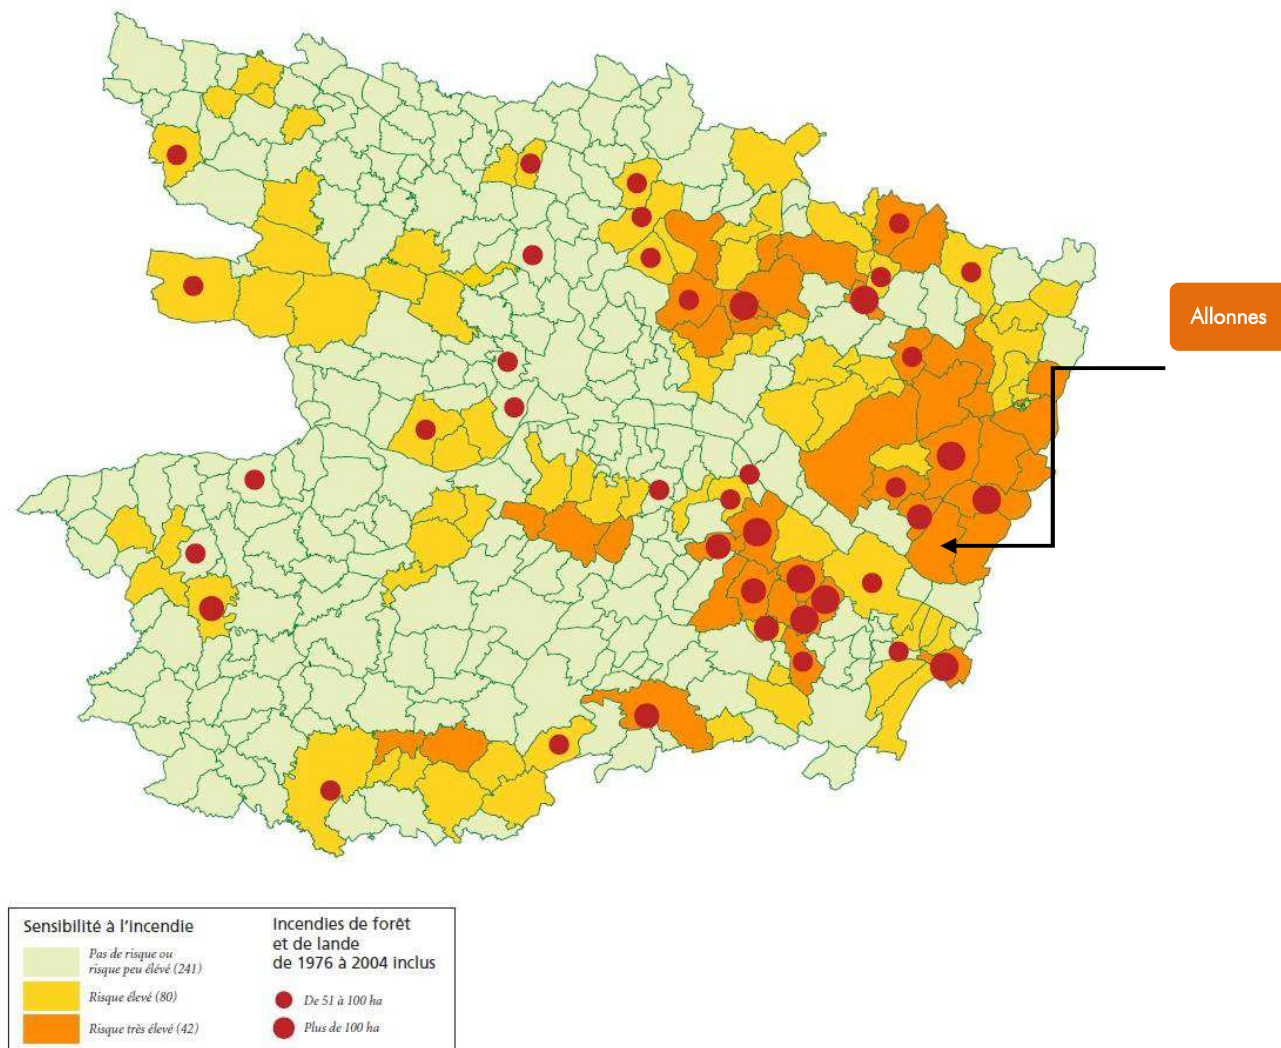 Allonnes
Sensibilité à l'incendie
Pas de risque ou
risque peu élévé (241)
Risque élevé (80)
Risque très élevé (42)
Incendies de forêt
et de lande
de 1976 à 2004 inclus
De 51 à 100 ha
Plus de 100 ha